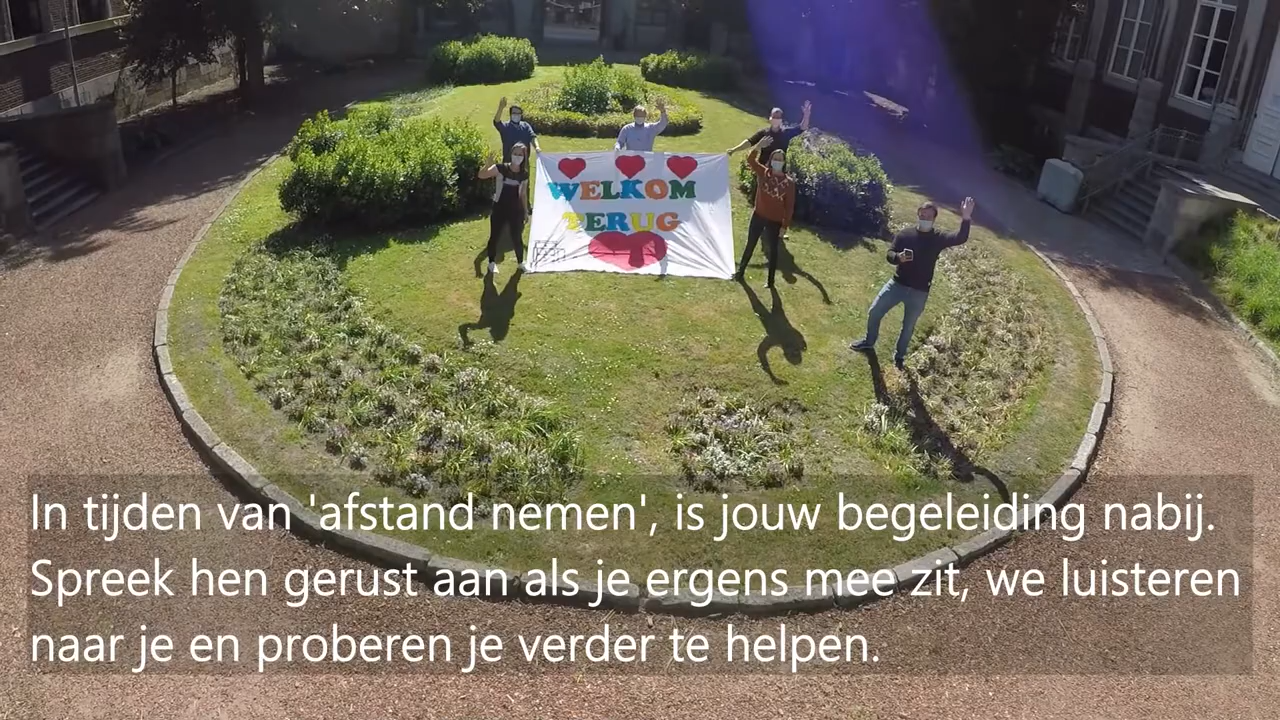 WELKOM
TERUG
In tijden van 'afstand nemen', is jouw begeleiding nabij.
Spreek hen gerust aan als je ergens mee zit, we luisteren
naar je en proberen je verder te helpen.